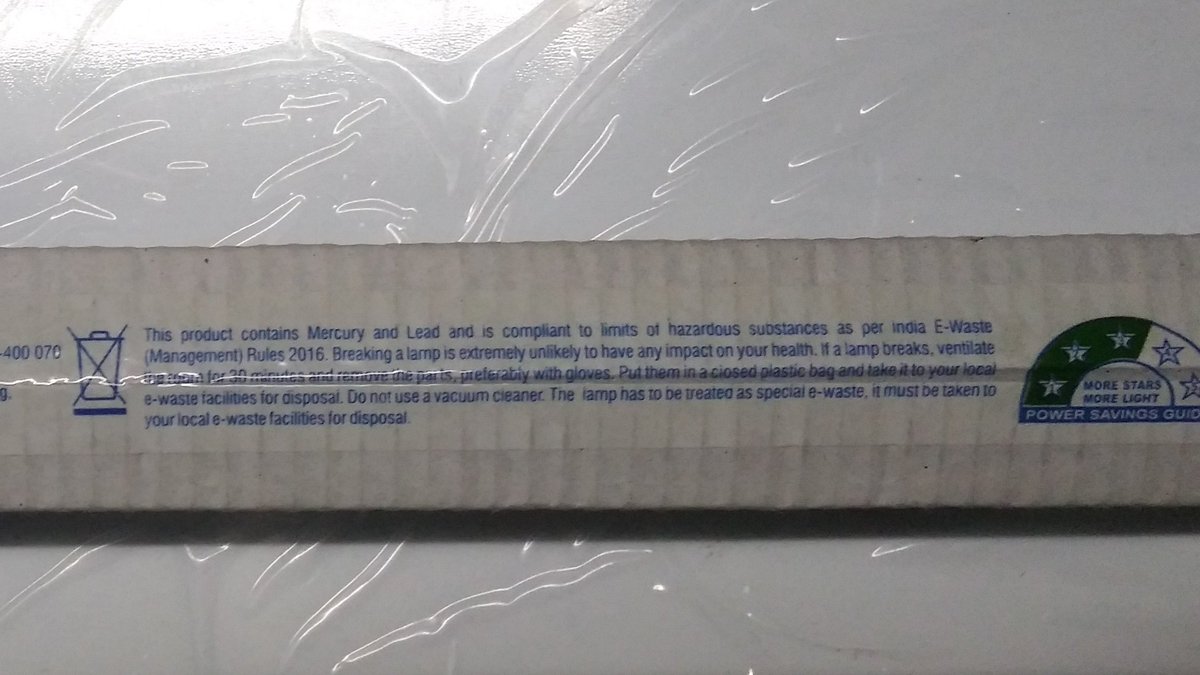 -400 070
g.
This product contains Mercury and Lead and is compliant to limits of hazardous substances as per India E-Waste
(Management) Rules 2016. Breaking a lamp is extremely unlikely to have any impact on your health. If a lamp breaks, ventilate
the room for 30 minutes and remove the parts, preferably with gloves. Put them in a closed plastic bag and take it to your local
e-waste facilities for disposal. Do not use a vacuum cleaner. The lamp has to be treated as special e-waste, it must be taken to
your local e-waste facilities for disposal.
MORE STARS
MORE LIGHT
POWER SAVINGS GUID